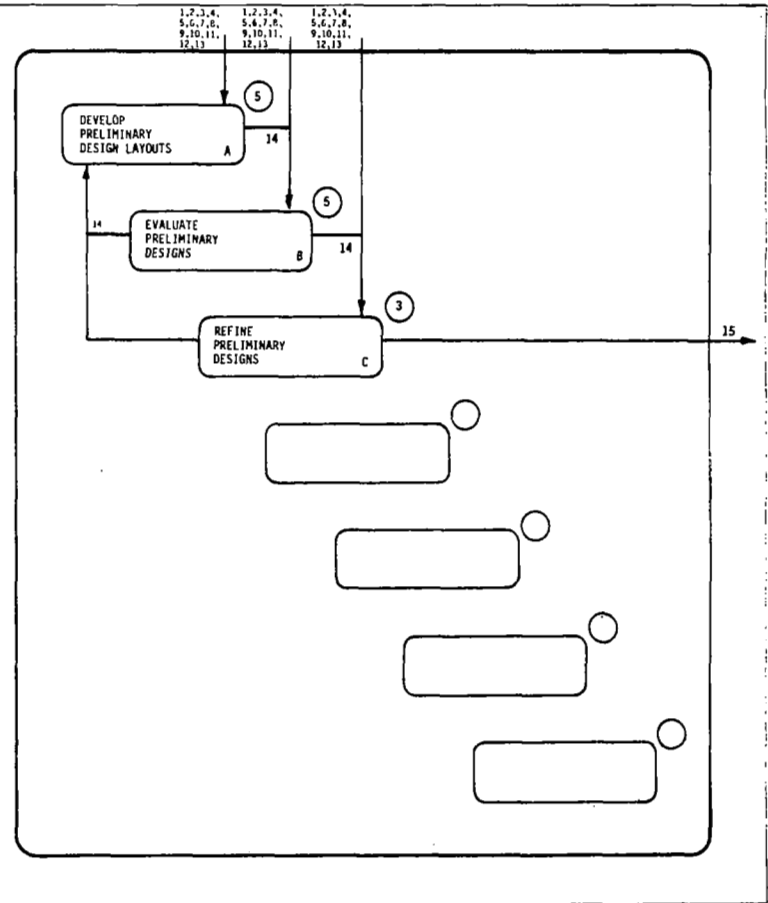 1,2,3,4, 1,2,3,4, 1,2,3,4,
5,6,7,8, 5,6,7,8, 5,6,7,8,
9,10,11, 9,10,11, 9,10,11,
12,13 12,13 12,13
5
DEVELOP
PRELIMINARY
DESIGN LAYOUTS A
14
5
14
EVALUATE
PRELIMINARY
DESIGNS B
14
3
REFINE
PRELIMINARY
DESIGNS C
15